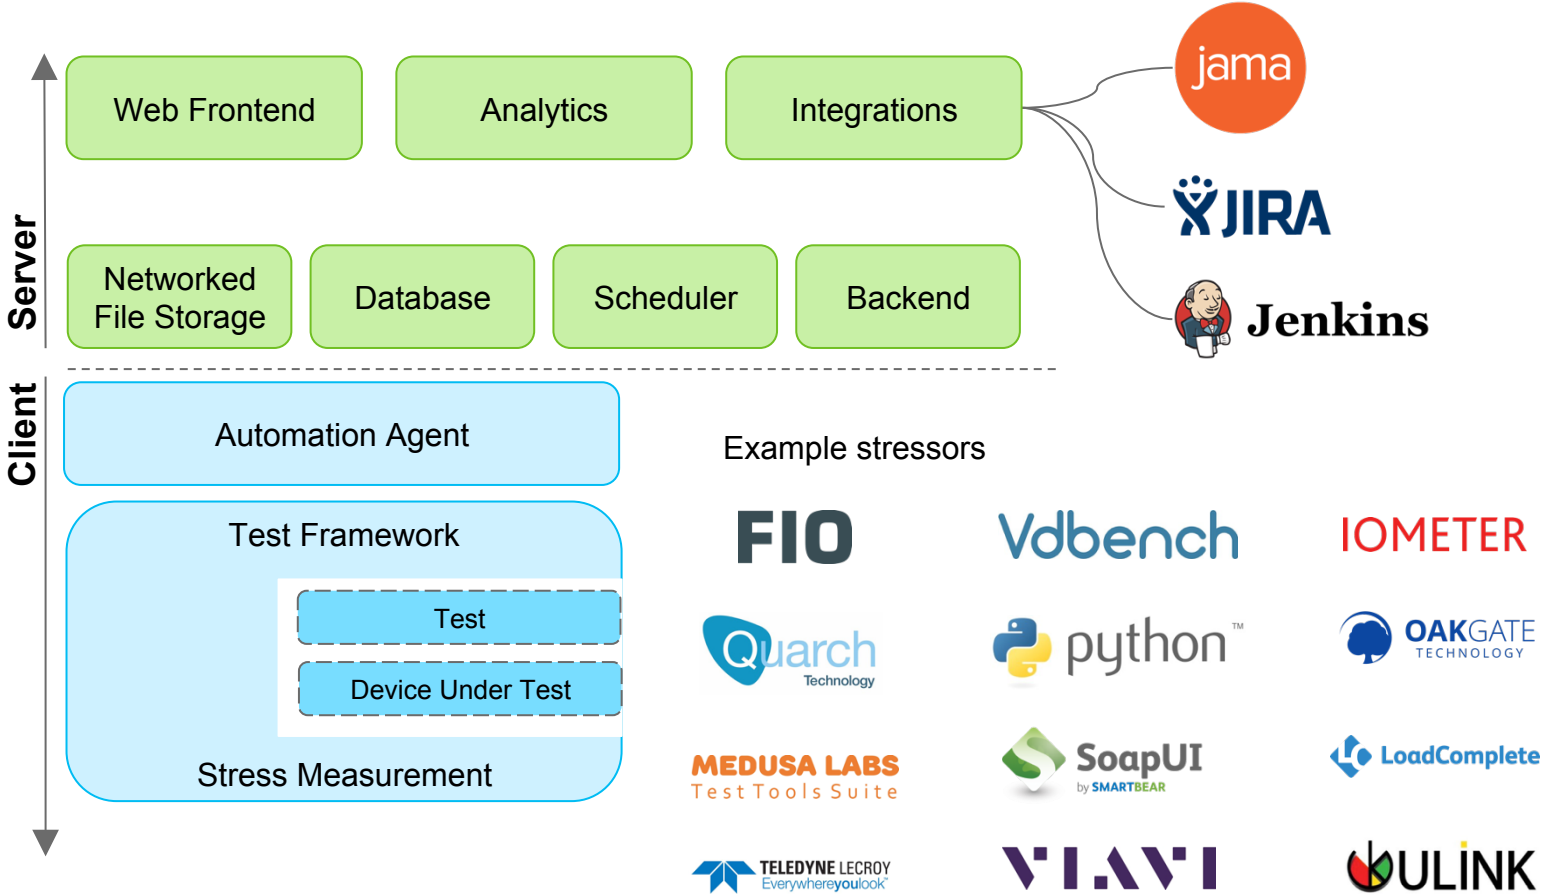 Server
Web Frontend
Analytics
Integrations
jama
JIRA
Jenkins
Networked
File Storage
Database
Scheduler
Backend
Client
Automation Agent
Test Framework
Test
Device Under Test
Stress Measurement
Example stressors
FIO
Vdbench
IOMETER
Quarch
Technology
python™
OAKGATE
TECHNOLOGY
MEDUSA LABS
Test Tools Suite
SoapUI
by SMARTBEAR
LoadComplete
TELEDYNE LECROY
Everywhereyoulook™
VIAVI
ULINK